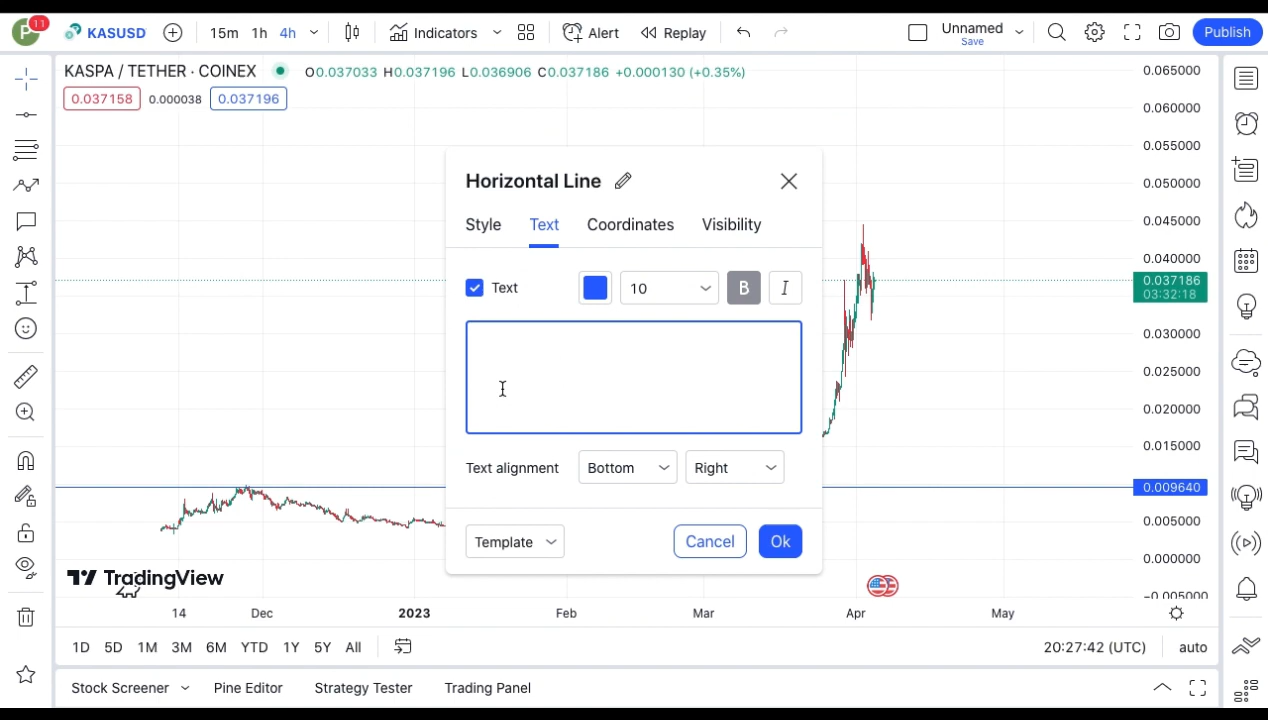 P 11 KASUSD 15m 1h 4h Indicators Alert Replay Unnamed Save Publish
KASPA / TETHER · COINEX O0.037033 H0.037196 L0.036906 C0.037186 +0.000130 (+0.35%)
0.037158 0.000038 0.037196
0.065000
0.060000
0.055000
0.050000
0.045000
0.040000
0.037186
03:32:18
0.030000
0.025000
0.020000
0.015000
0.009640
0.005000
0.000000
−0.005000
Horizontal Line
Style Text Coordinates Visibility
Text 10 B I
Text alignment Bottom Right
Template Cancel Ok
TradingView
14 Dec 2023 Feb Mar Apr May
1D 5D 1M 3M 6M YTD 1Y 5Y All 20:27:42 (UTC) auto
Stock Screener Pine Editor Strategy Tester Trading Panel